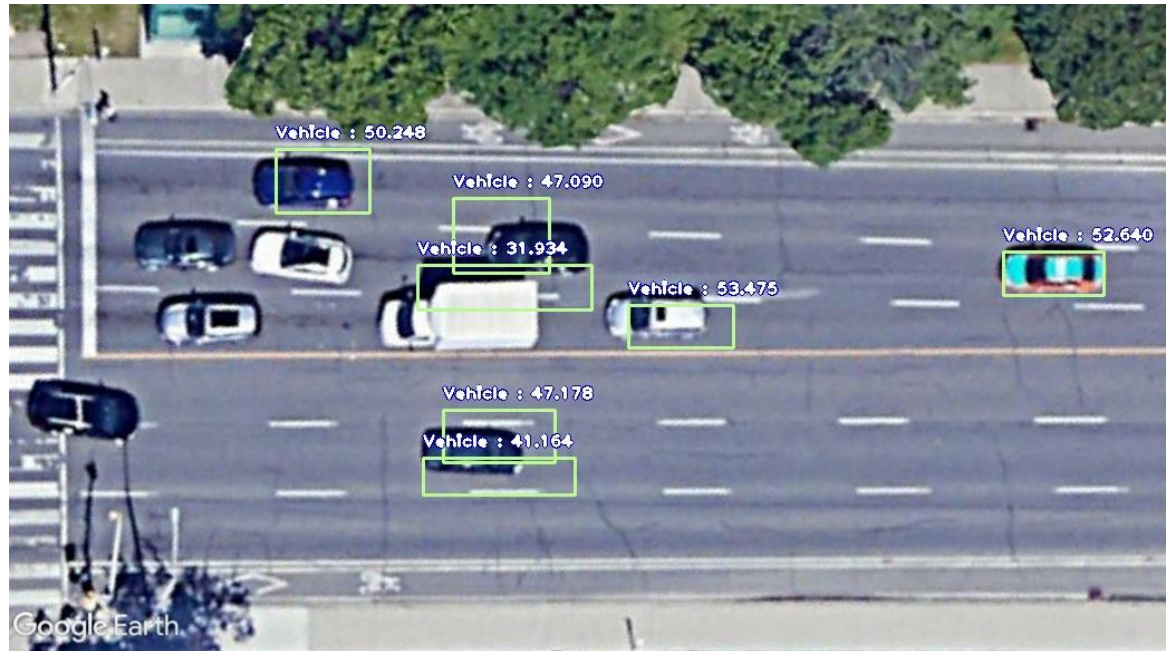 Vehicle : 50.248
Vehicle : 47.090
Vehicle : 52.640
Vehicle : 31.934
Vehicle : 53.475
Vehicle : 47.178
Vehicle : 41.164
Google Earth